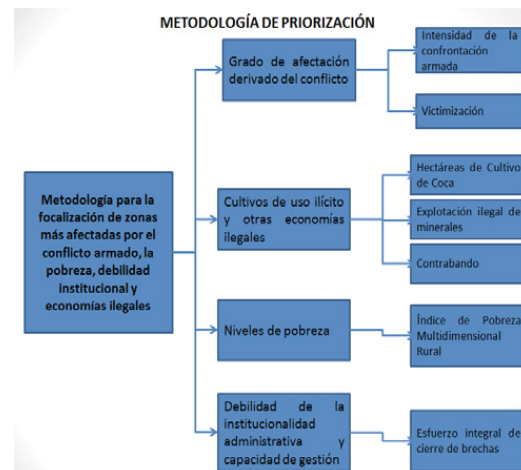 METODOLOGÍA DE PRIORIZACIÓN
Metodología para la
focalización de zonas
más afectadas por el
conflicto armado, la
pobreza, debilidad
institucional y
economías ilegales
Grado de afectación
derivado del conflicto
Intensidad de la
confrontación
armada
Victimización
Cultivos de uso ilícito
y otras economías
ilegales
Hectáreas de Cultivo
de Coca
Explotación ilegal de
minerales
Contrabando
Niveles de pobreza
Índice de Pobreza
Multidimensional
Rural
Debilidad de la
institucionalidad
administrativa y
capacidad de gestión
Esfuerzo integral de
cierre de brechas